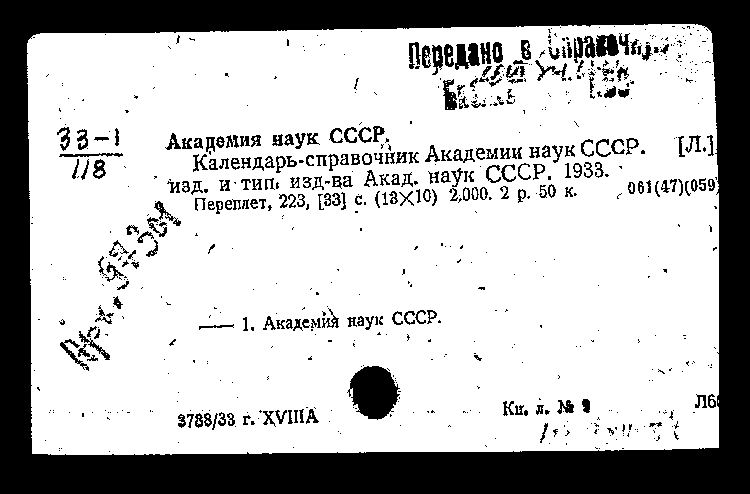 Передано в Справочн
33-1
118
Академия наук СССР.
Календарь-справочник Академии наук СССР. [Л.]
изд. и тип. изд-ва Акад. наук СССР. 1933.
Переплет, 223, [33] с. (13×10) 2.000. 2 р. 50 к. 061(47)(059)
—— 1. Академия наук СССР.
3788/33 г. XVIIIА Кн. л. № 9 Л68